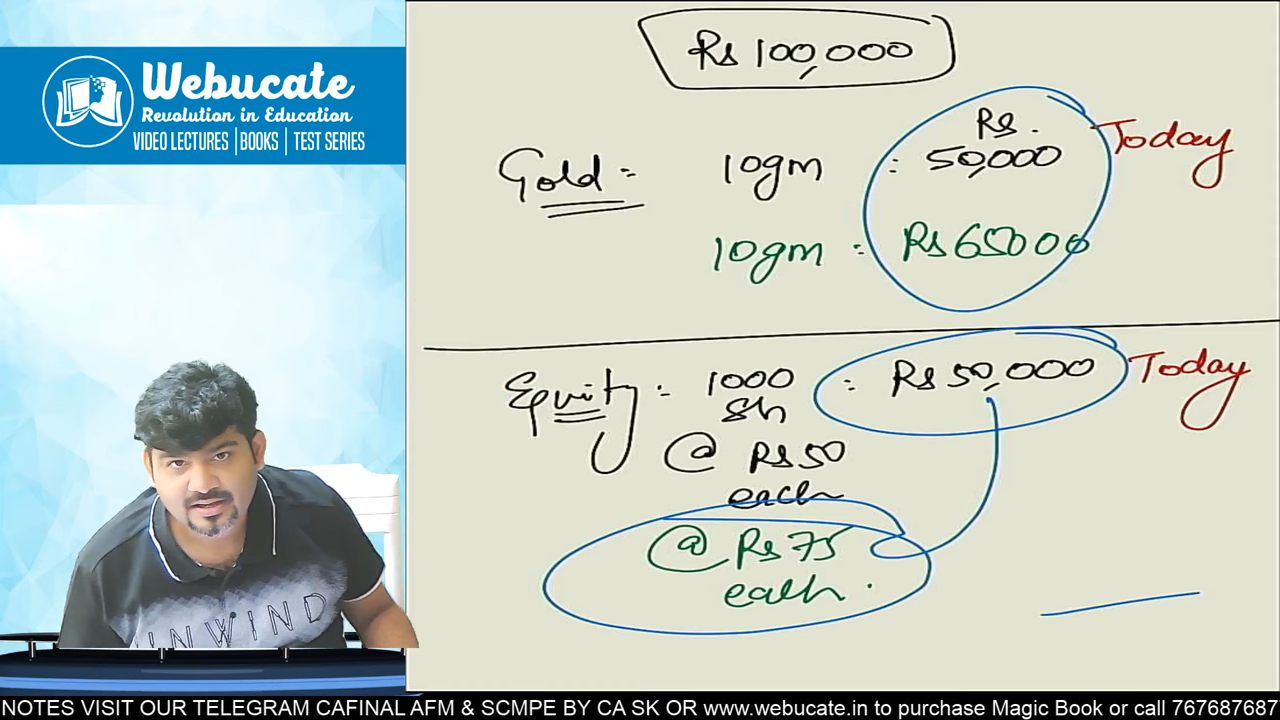 Webucate
Revolution in Education
VIDEO LECTURES | BOOKS | TEST SERIES
Rs 100,000
Gold = 10gm : Rs. 50,000 Today
10gm = Rs 65000
Equity = 1000 Sh : Rs 50,000 Today
@ Rs 50
each
@ Rs 75
each.
UNWIND
NOTES VISIT OUR TELEGRAM CAFINAL AFM & SCMPE BY CA SK OR www.webucate.in to purchase Magic Book or call 767687687